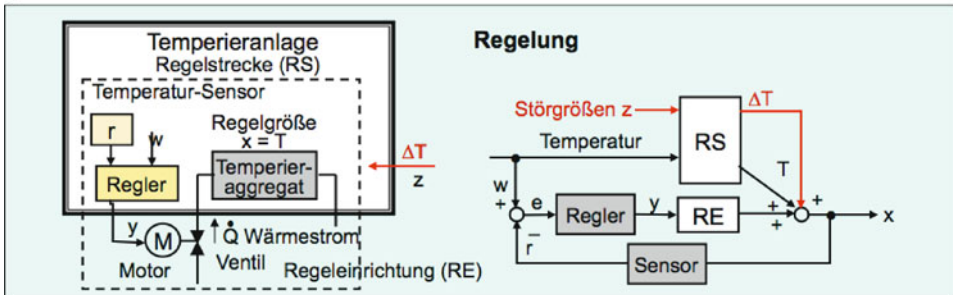 Temperieranlage
Regelstrecke (RS)
Temperatur-Sensor
r
w
Regler
Regelgröße
x = T
Temperier-
aggregat
ΔT
z
y
M
Motor
Q̇ Wärmestrom
Ventil
Regeleinrichtung (RE)
Regelung
Störgrößen z
ΔT
Temperatur
RS
T
w
+
e
Regler
y
RE
+
+
+
x
–
r
Sensor